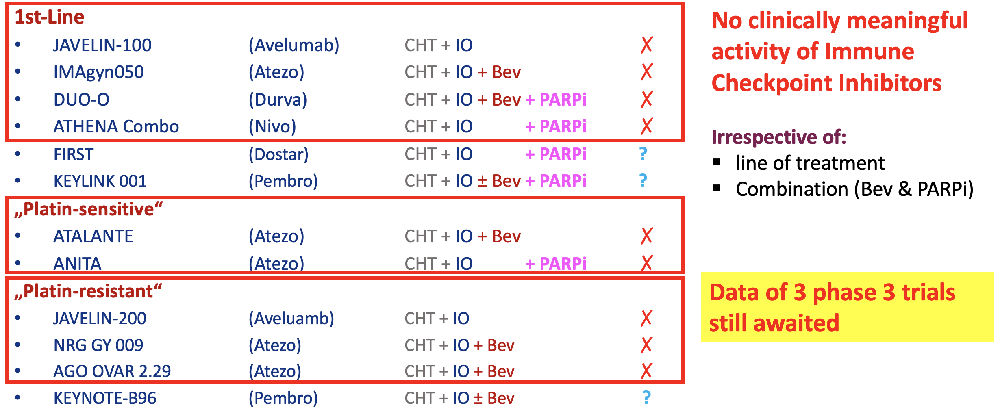 1st-Line
• JAVELIN-100 (Avelumab) CHT + IO ✗
• IMAgyn050 (Atezo) CHT + IO + Bev ✗
• DUO-O (Durva) CHT + IO + Bev + PARPi ✗
• ATHENA Combo (Nivo) CHT + IO + PARPi ✗
• FIRST (Dostar) CHT + IO + PARPi ?
• KEYLINK 001 (Pembro) CHT + IO ± Bev + PARPi ?
„Platin-sensitive“
• ATALANTE (Atezo) CHT + IO + Bev ✗
• ANITA (Atezo) CHT + IO + PARPi ✗
„Platin-resistant“
• JAVELIN-200 (Aveluamb) CHT + IO ✗
• NRG GY 009 (Atezo) CHT + IO + Bev ✗
• AGO OVAR 2.29 (Atezo) CHT + IO + Bev ✗
• KEYNOTE-B96 (Pembro) CHT + IO ± Bev ?
No clinically meaningful
activity of Immune
Checkpoint Inhibitors
Irrespective of:
▪ line of treatment
▪ Combination (Bev & PARPi)
Data of 3 phase 3 trials
still awaited